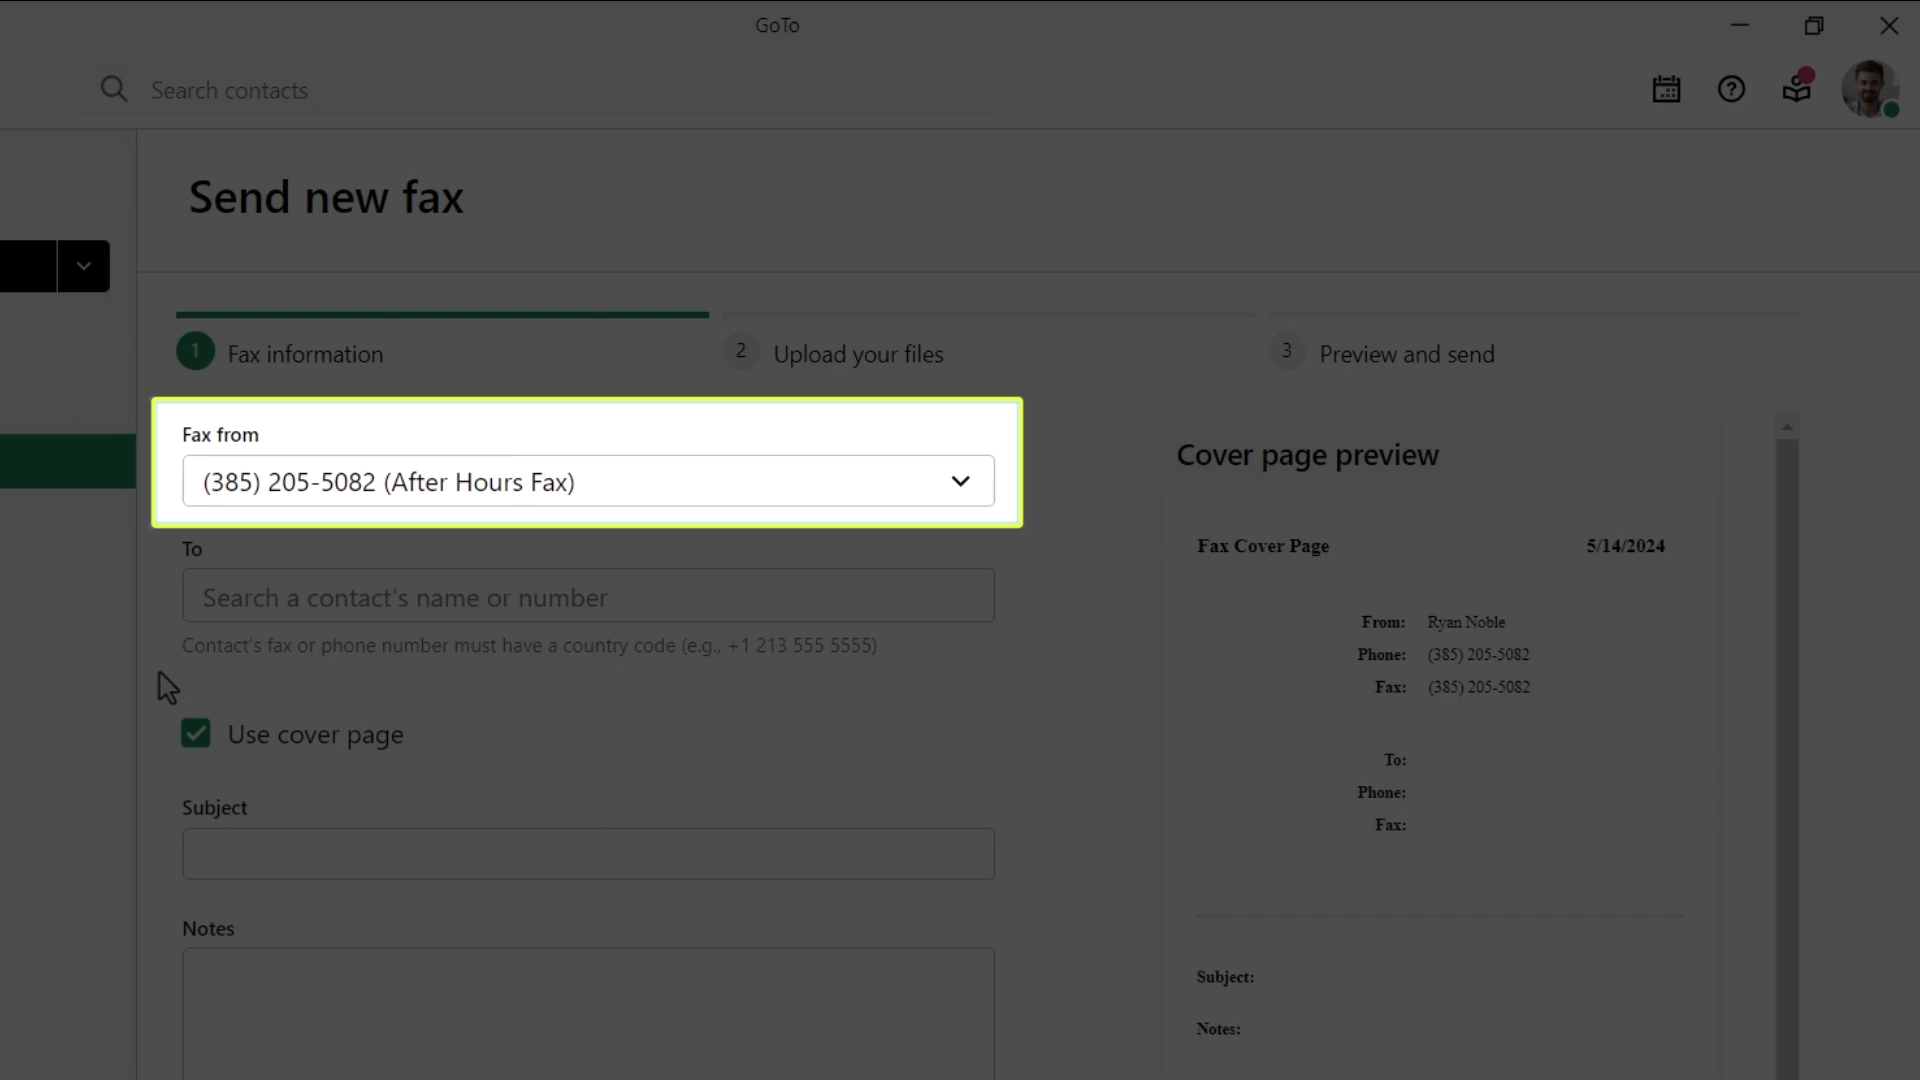 GoTo
Search contacts
Send new fax
1 Fax information
2 Upload your files
3 Preview and send
Fax from
(385) 205-5082 (After Hours Fax)
To
Search a contact's name or number
Contact's fax or phone number must have a country code (e.g., +1 213 555 5555)
Use cover page
Subject
Notes
Cover page preview
Fax Cover Page 5/14/2024
From: Ryan Noble
Phone: (385) 205-5082
Fax: (385) 205-5082
To:
Phone:
Fax:
Subject:
Notes: